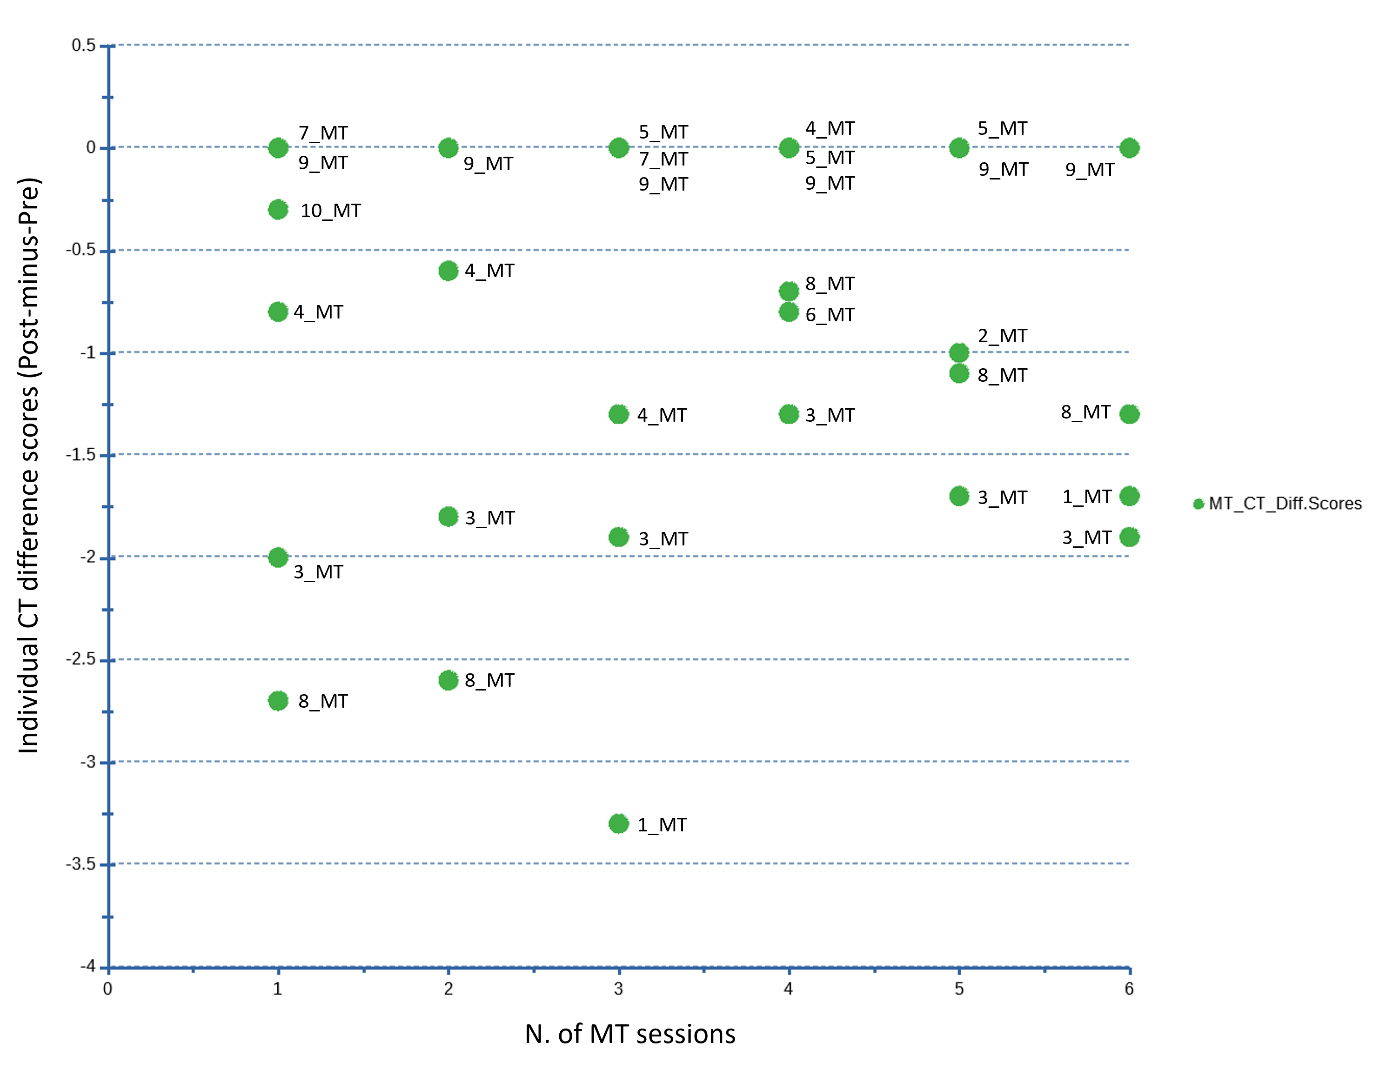 0.5
0
-0.5
-1
-1.5
-2
-2.5
-3
-3.5
-4
Individual CT difference scores (Post-minus-Pre)
7_MT
9_MT
10_MT
4_MT
3_MT
8_MT
9_MT
4_MT
3_MT
8_MT
5_MT
7_MT
9_MT
4_MT
3_MT
1_MT
4_MT
5_MT
9_MT
8_MT
6_MT
3_MT
5_MT
9_MT
2_MT
8_MT
3_MT
9_MT
8_MT
1_MT
3_MT
MT_CT_Diff.Scores
0 1 2 3 4 5 6
N. of MT sessions